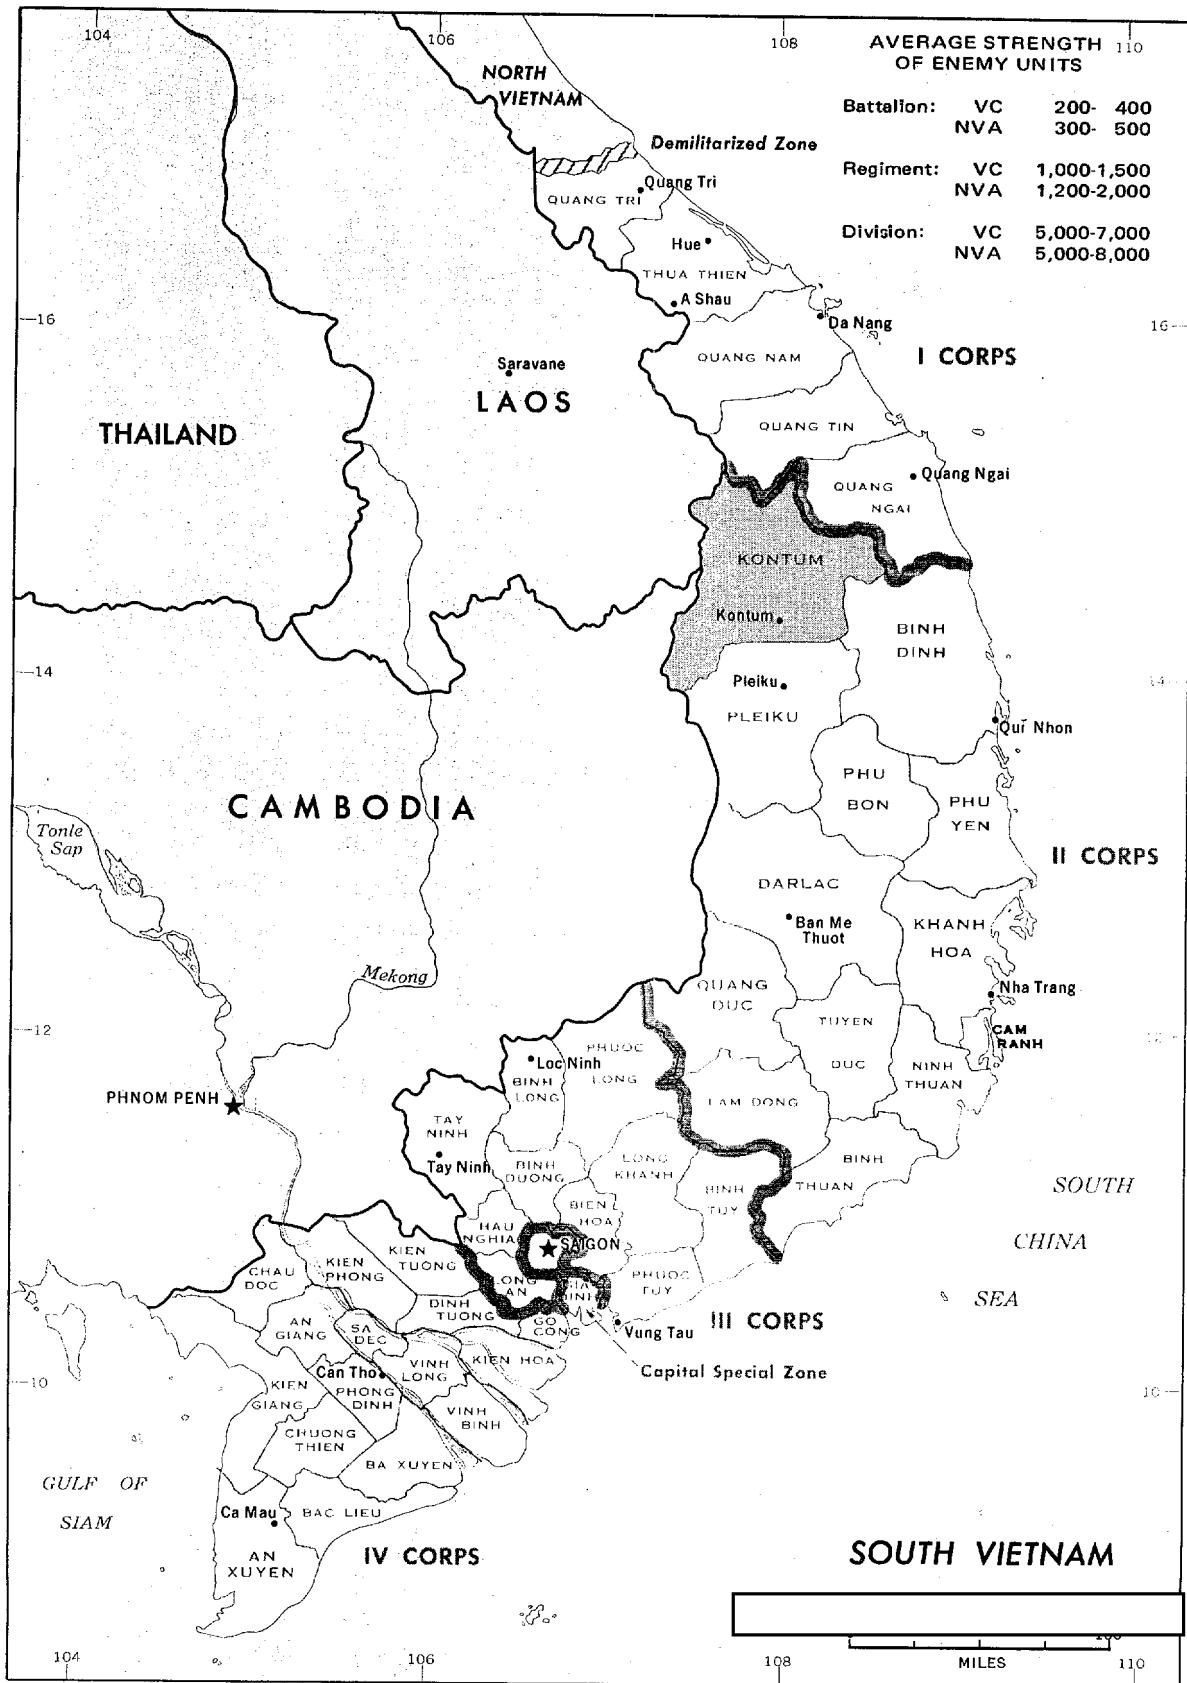 104
106
108
110
AVERAGE STRENGTH
OF ENEMY UNITS
Battalion: VC 200- 400
NVA 300- 500
Regiment: VC 1,000-1,500
NVA 1,200-2,000
Division: VC 5,000-7,000
NVA 5,000-8,000
NORTH
VIETNAM
Demilitarized Zone
Quang Tri
QUANG TRI
Hue
THUA THIEN
A Shau
16
Da Nang
16
I CORPS
QUANG NAM
Saravane
LAOS
THAILAND
QUANG TIN
Quang Ngai
QUANG
NGAI
KONTUM
Kontum
BINH
DINH
14
Pleiku
14
PLEIKU
Qui Nhon
PHU
BON
PHU
YEN
CAMBODIA
Tonle
Sap
II CORPS
DARLAC
Ban Me
Thuot
KHANH
HOA
Mekong
QUANG
DUC
Nha Trang
12
TUYEN
DUC
CAM
RANH
12
PHUOC
LONG
Loc Ninh
BINH
LONG
NINH
THUAN
PHNOM PENH
LAM DONG
TAY
NINH
Tay Ninh
BINH
DUONG
LONG
KHANH
BINH
TUY
BINH
THUAN
SOUTH
CHINA
SEA
BIEN
HOA
HAU
NGHIA
SAIGON
KIEN
TUONG
KIEN
PHONG
CHAU
DOC
LONG
AN
GIA
DINH
PHUOC
TUY
DINH
TUONG
GO
CONG
Vung Tau
III CORPS
AN
GIANG
SA
DEC
VINH
LONG
KIEN HOA
Capital Special Zone
10
Can Tho
PHONG
DINH
KIEN
GIANG
VINH
BINH
10
CHUONG
THIEN
BA XUYEN
GULF OF
SIAM
Ca Mau
BAC LIEU
AN
XUYEN
IV CORPS
SOUTH VIETNAM
MILES
104
106
108
110